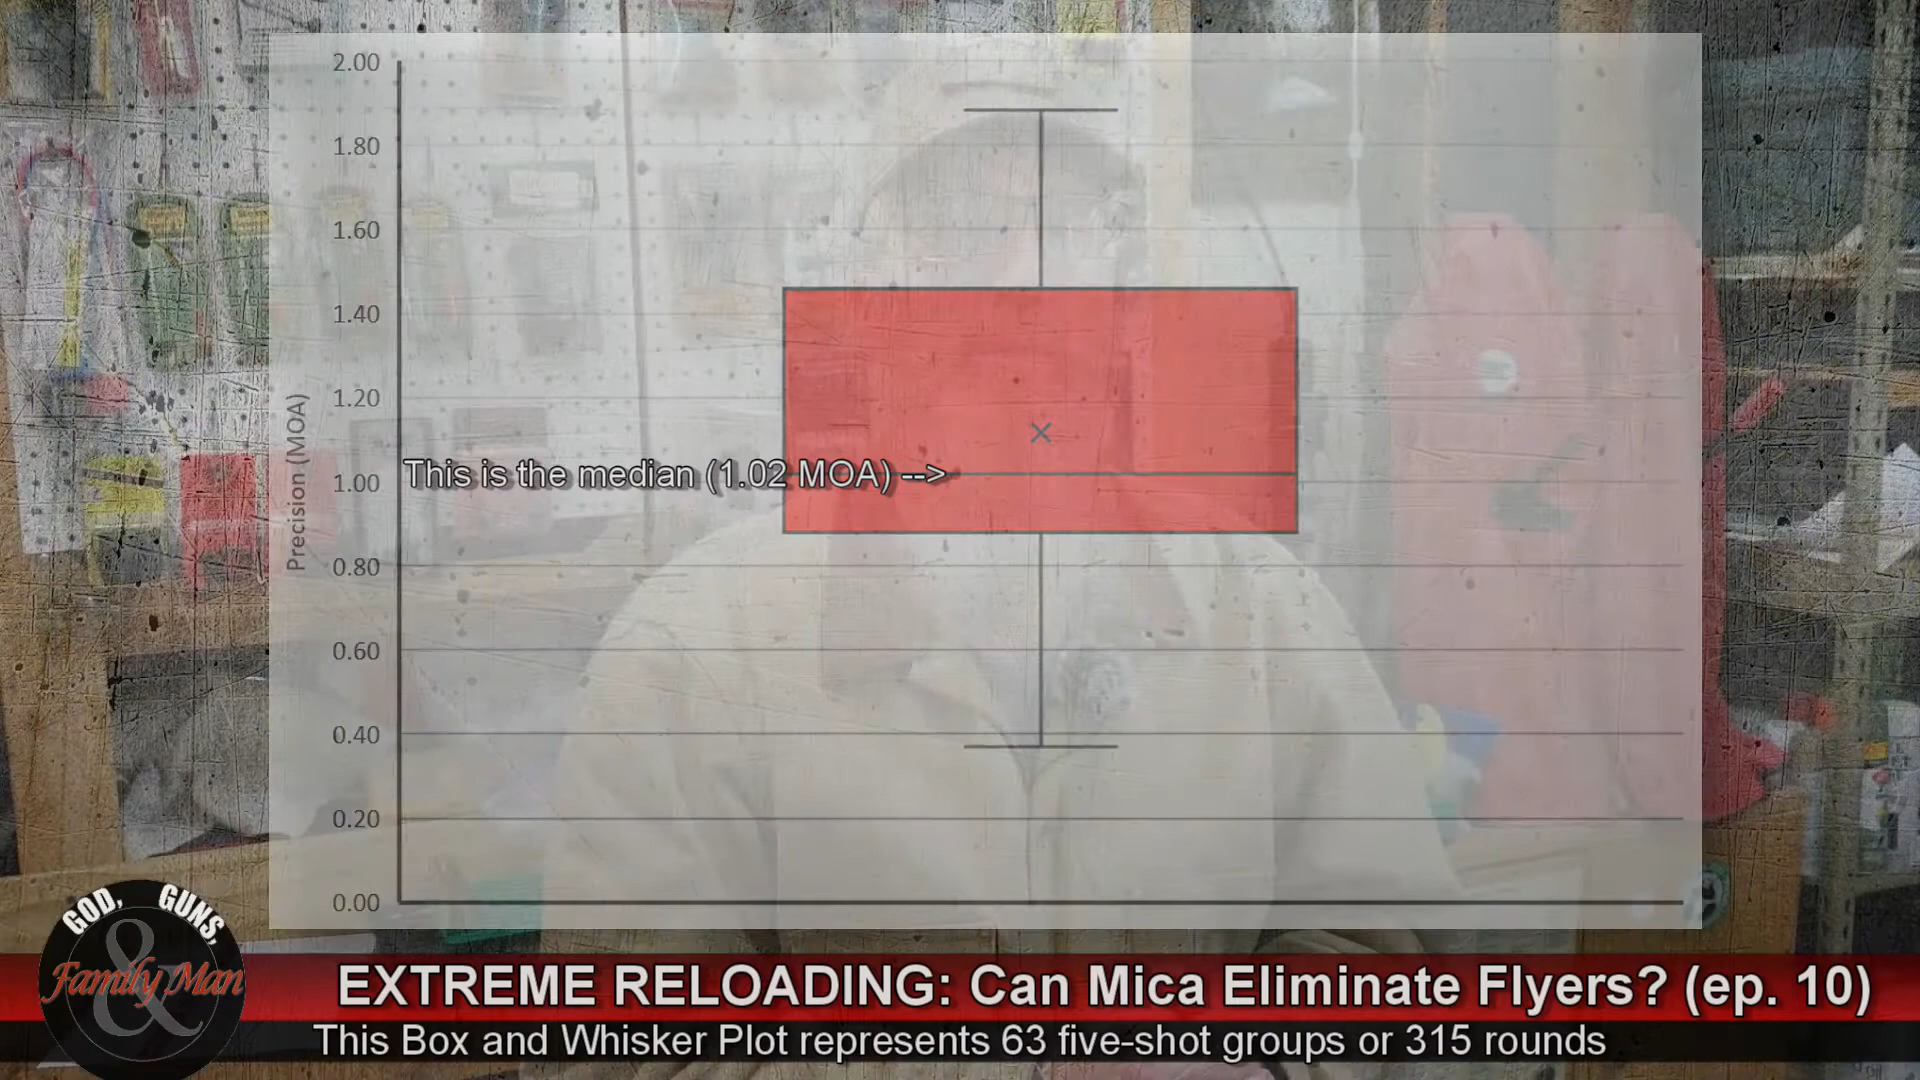 2.00
1.80
1.60
1.40
1.20
1.00
0.80
0.60
0.40
0.20
0.00
Precision (MOA)
This is the median (1.02 MOA) -->
GOD, GUNS,
&
Family Man
EXTREME RELOADING: Can Mica Eliminate Flyers? (ep. 10)
This Box and Whisker Plot represents 63 five-shot groups or 315 rounds